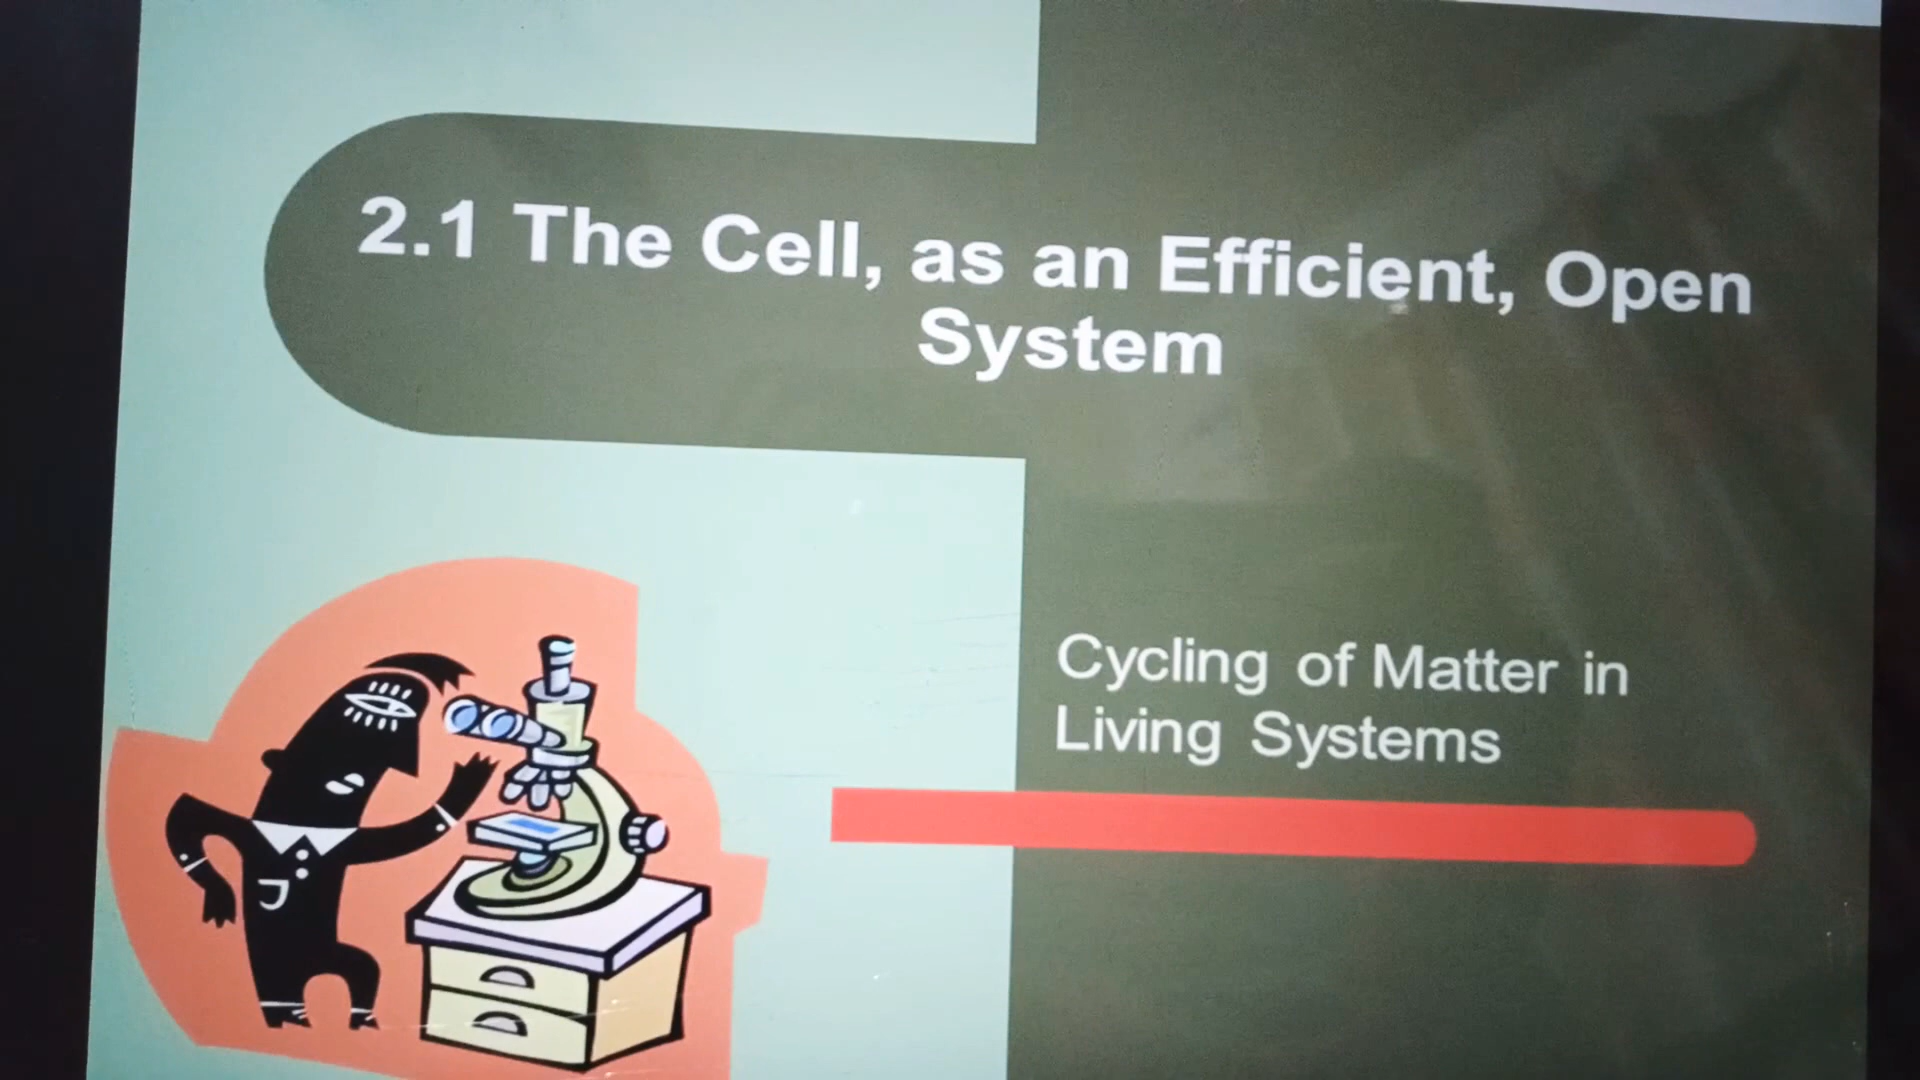 2.1 The Cell, as an Efficient, Open
System
Cycling of Matter in
Living Systems